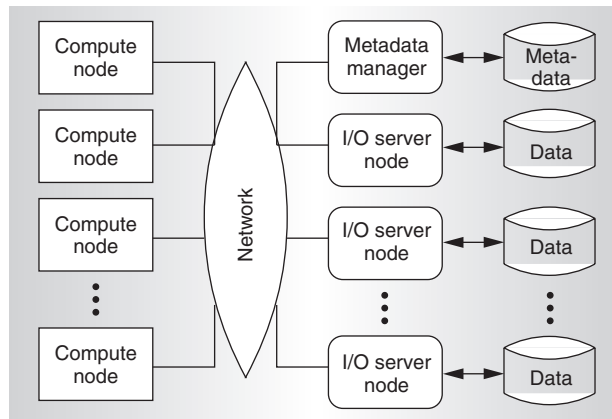 Compute
node
Compute
node
Compute
node
Compute
node
Network
Metadata
manager
I/O server
node
I/O server
node
I/O server
node
Meta-
data
Data
Data
Data